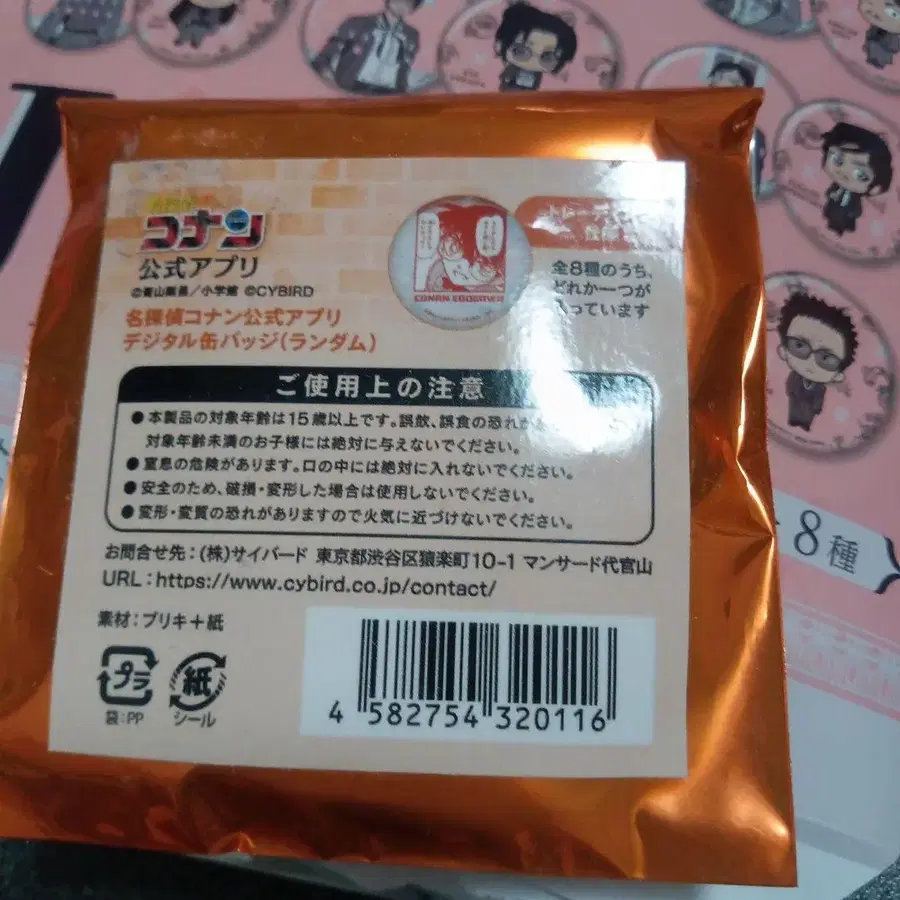 コナン
公式アプリ
©青山剛昌/小学館 ©CYBIRD
名探偵コナン公式アプリ
デジタル缶バッジ(ランダム)
CONAN EDOGAWA
全8種のうち、
どれか一つが
入っています
ご使用上の注意
●本製品の対象年齢は15歳以上です。誤飲、誤食の恐れが
対象年齢未満のお子様には絶対に与えないでください。
●窒息の危険があります。口の中には絶対に入れないでください。
●安全のため、破損・変形した場合は使用しないでください。
●変形・変質の恐れがありますので火気に近づけないでください。
お問合せ先:(株)サイバード 東京都渋谷区猿楽町10-1 マンサード代官山
URL:https://www.cybird.co.jp/contact/
素材:ブリキ+紙
プラ
袋:PP
紙
シール
4 582754 320116
8種